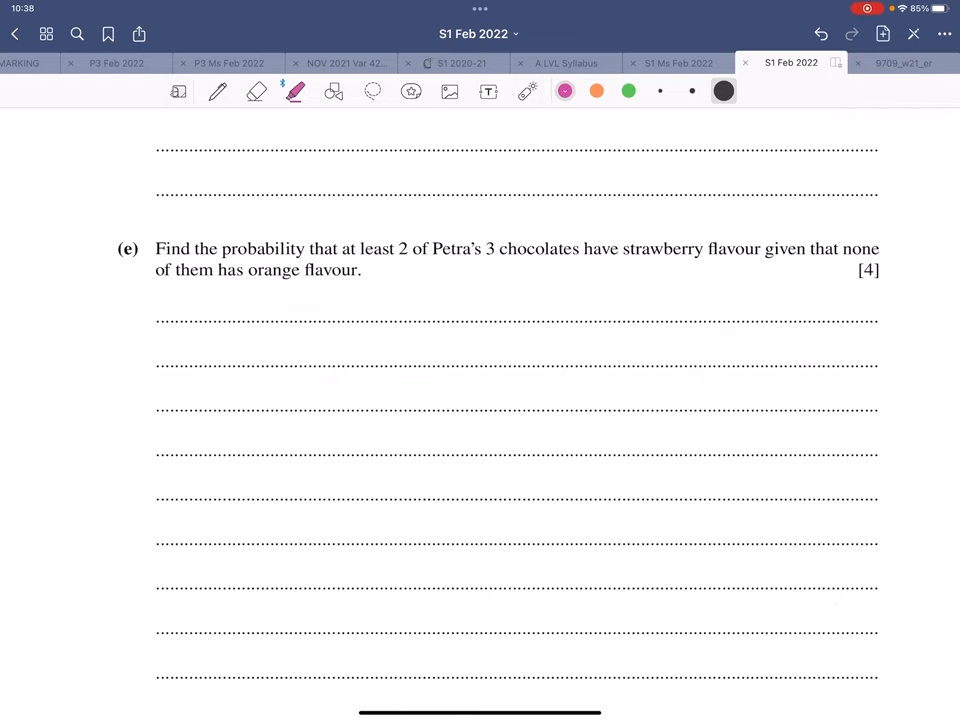 10:38
85%
S1 Feb 2022
MARKING
P3 Feb 2022
P3 Ms Feb 2022
NOV 2021 Var 42...
S1 2020-21
A LVL Syllabus
S1 Ms Feb 2022
S1 Feb 2022
9709_w21_er
(e) Find the probability that at least 2 of Petra's 3 chocolates have strawberry flavour given that none
of them has orange flavour. [4]